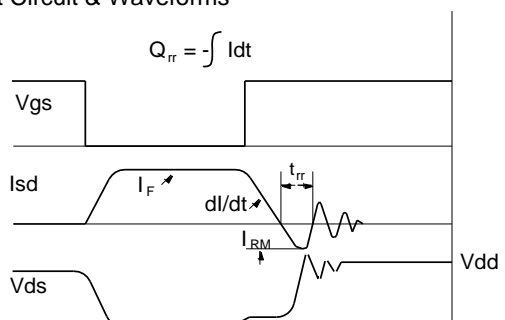 Circuit & Waveforms
Qrr = -∫ Idt
Vgs
Isd
IF
dI/dt
trr
IRM
Vds
Vdd